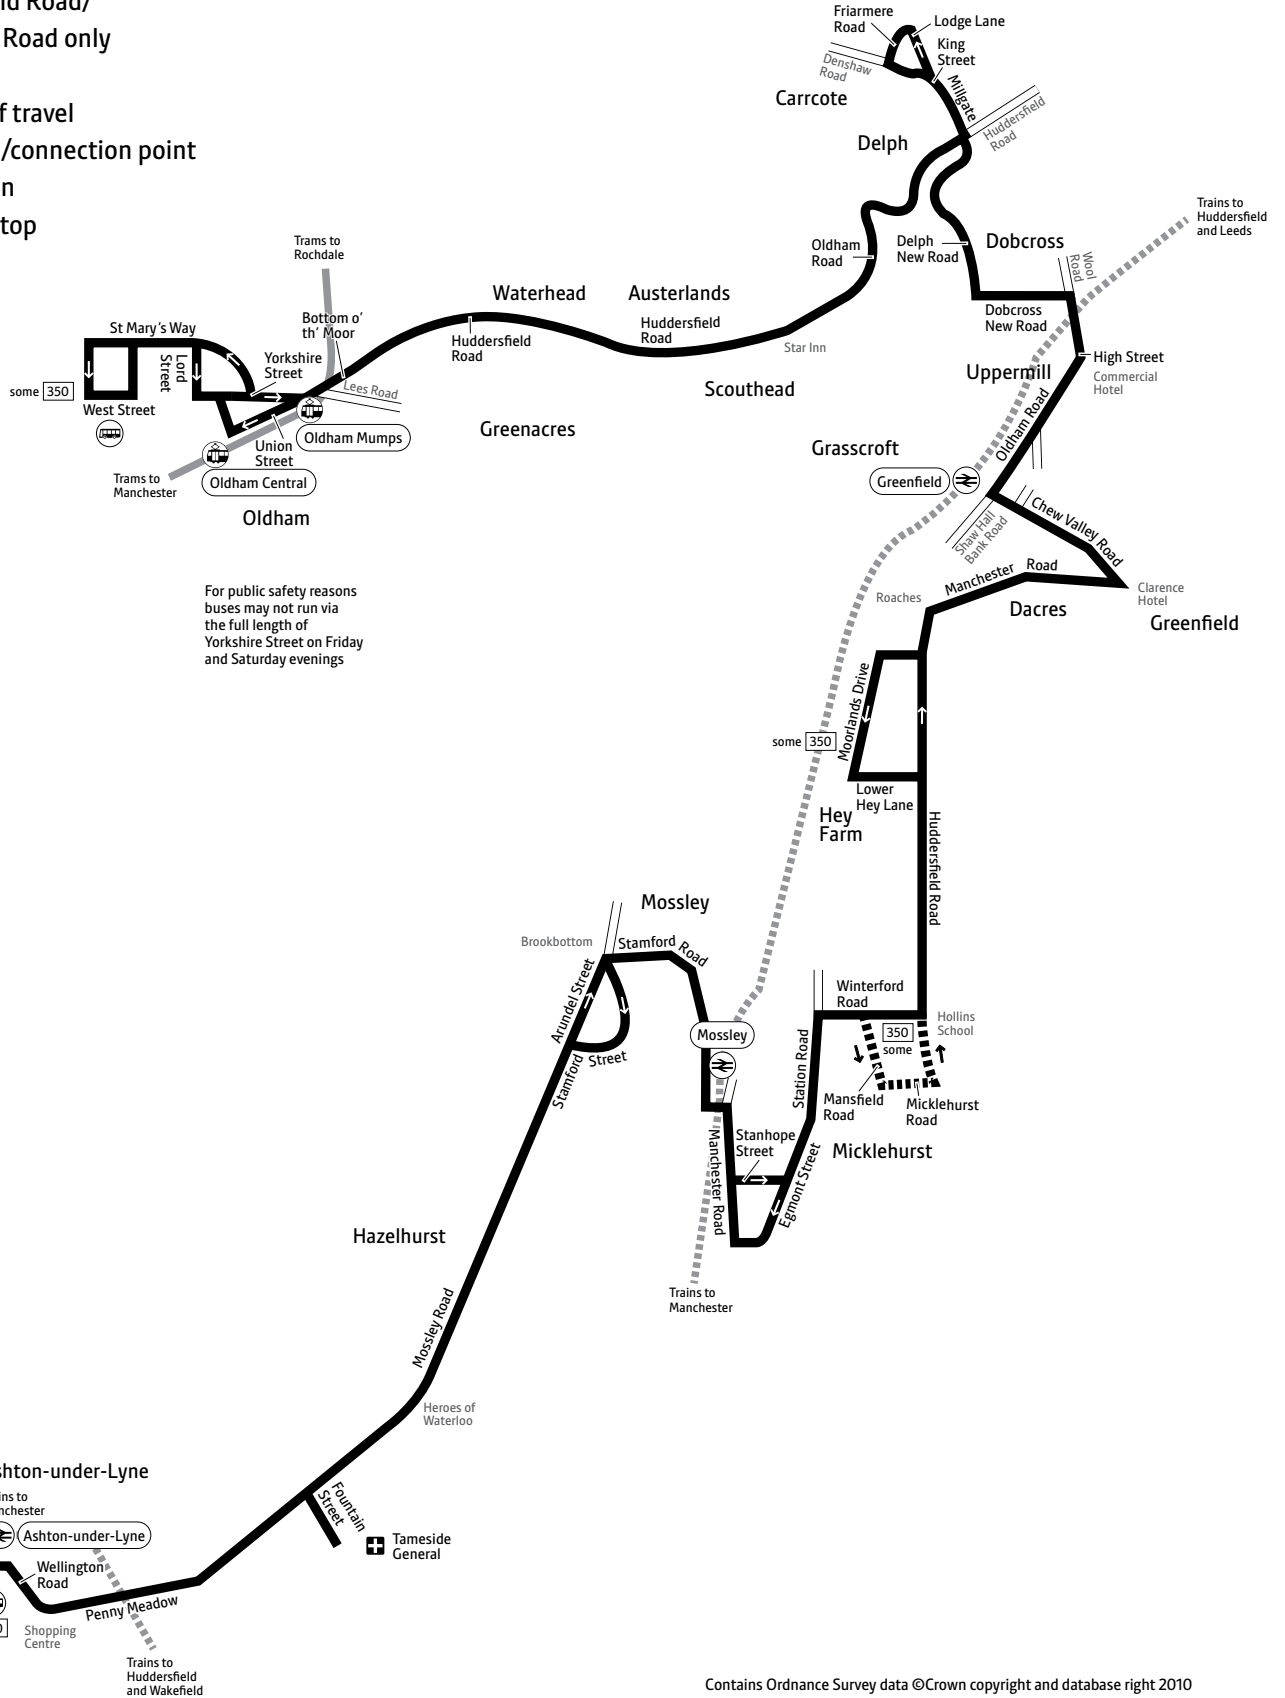 d Road/
Road only
f travel
/connection point
n
top
Friarmere
Road
Lodge Lane
King
Street
Denshaw
Road
Millgate
Carrcote
Huddersfield
Road
Delph
Trains to
Huddersfield
and Leeds
Trams to
Rochdale
Oldham
Road
Delph
New Road
Dobcross
Wool
Road
Waterhead
Austerlands
Bottom o'
th' Moor
St Mary's Way
Huddersfield
Road
Huddersfield
Road
Dobcross
New Road
Star Inn
Yorkshire
Street
Lord
Street
High Street
Commercial
Hotel
Uppermill
some 350
Lees Road
Scouthead
West Street
Oldham Road
Greenacres
Oldham Mumps
Union
Street
Grasscroft
Trams to
Manchester
Oldham Central
Greenfield
Oldham
Shaw Hall
Bank Road
Chew Valley Road
For public safety reasons
buses may not run via
the full length of
Yorkshire Street on Friday
and Saturday evenings
Manchester Road
Roaches
Dacres
Clarence
Hotel
Greenfield
Moorlands Drive
some 350
Lower
Hey Lane
Hey
Farm
Huddersfield Road
Mossley
Brookbottom
Stamford Road
Arundel Street
Winterford
Road
Hollins
School
350
some
Mossley
Stamford Street
Station Road
Mansfield
Road
Micklehurst
Road
Stanhope
Street
Manchester Road
Egmont Street
Micklehurst
Hazelhurst
Trains to
Manchester
Mossley Road
Heroes of
Waterloo
shton-under-Lyne
ins to
nchester
Fountain
Street
Ashton-under-Lyne
Tameside
General
Wellington
Road
Penny Meadow
Shopping
Centre
Trains to
Huddersfield
and Wakefield
Contains Ordnance Survey data ©Crown copyright and database right 2010